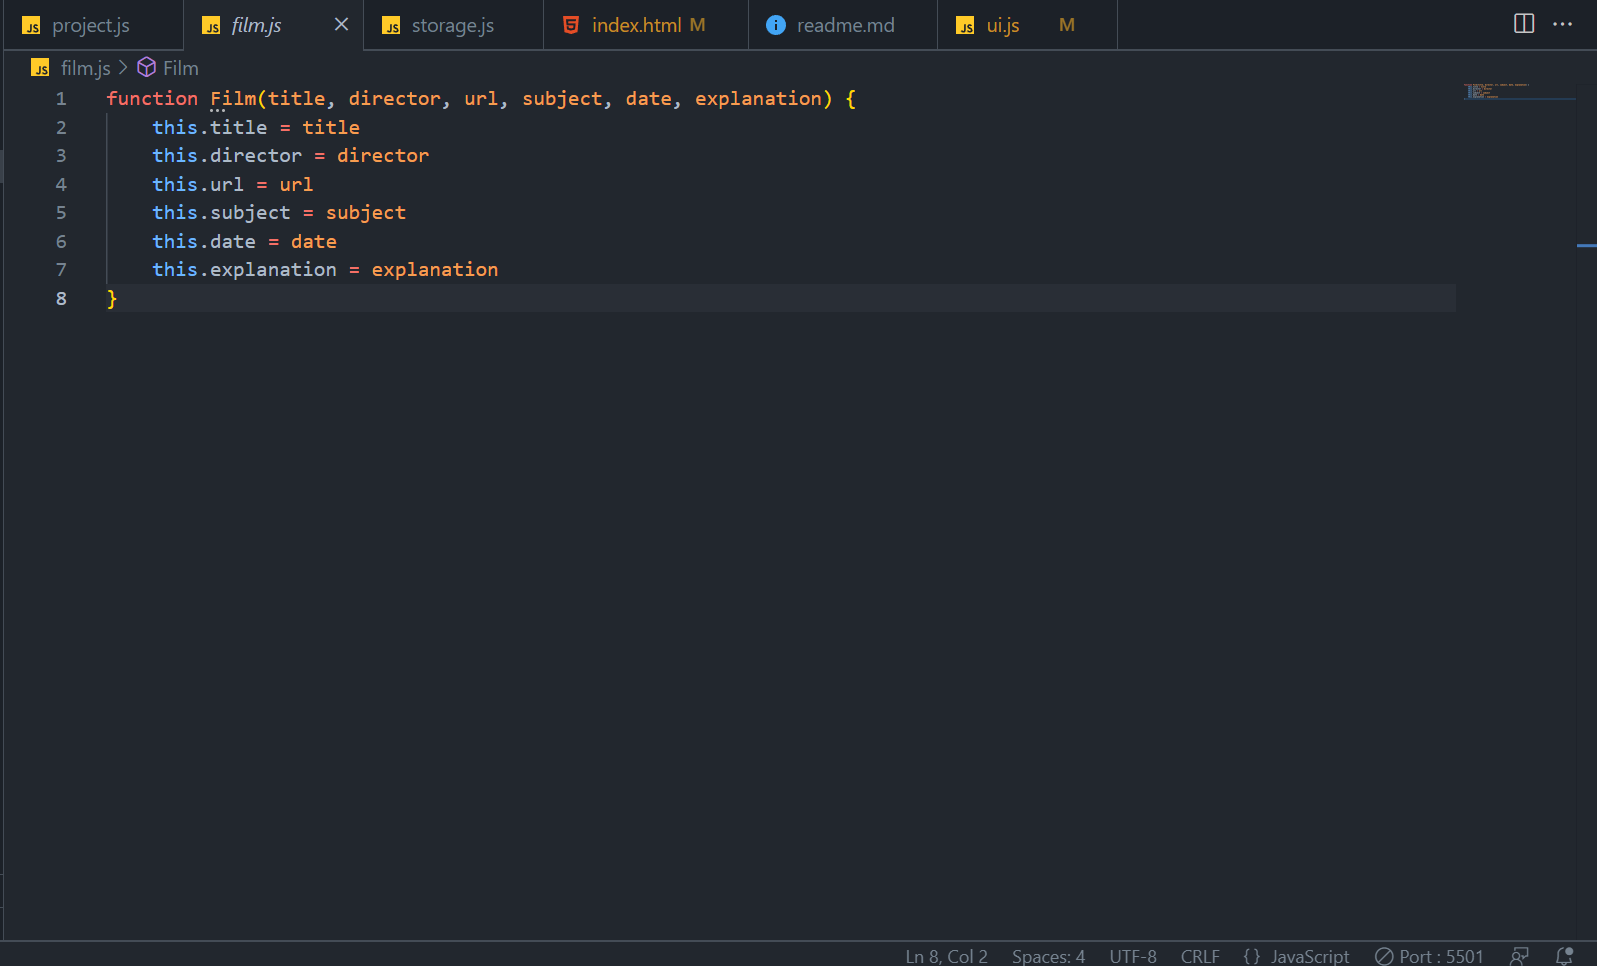 JS project.js JS film.js JS storage.js index.html M i readme.md JS ui.js M
JS film.js > Film
1 function Film(title, director, url, subject, date, explanation) {
2 this.title = title
3 this.director = director
4 this.url = url
5 this.subject = subject
6 this.date = date
7 this.explanation = explanation
8 }
Ln 8, Col 2 Spaces: 4 UTF-8 CRLF {} JavaScript Port : 5501